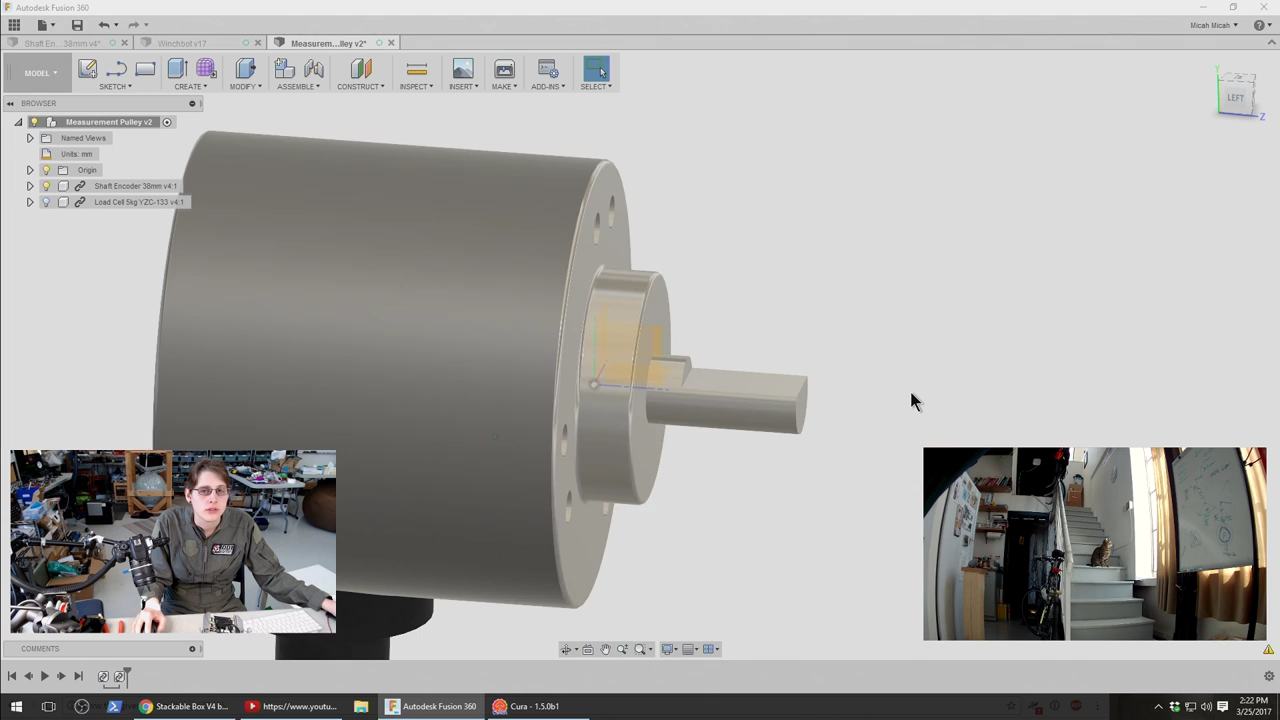 Autodesk Fusion 360
Micah Micah
Shaft En...38mm v4*
Winchbot v17
Measurem...lley v2*
MODEL
SKETCH
CREATE
MODIFY
ASSEMBLE
CONSTRUCT
INSPECT
INSERT
MAKE
ADD-INS
SELECT
BROWSER
Measurement Pulley v2
Named Views
Units: mm
Origin
Shaft Encoder 38mm v4:1
Load Cell 5kg YZC-133 v4:1
Y
LEFT
Z
COMMENTS
Stackable Box V4 b...
https://www.youtu...
Autodesk Fusion 360
Cura - 1.5.0b1
2:22 PM
3/25/2017